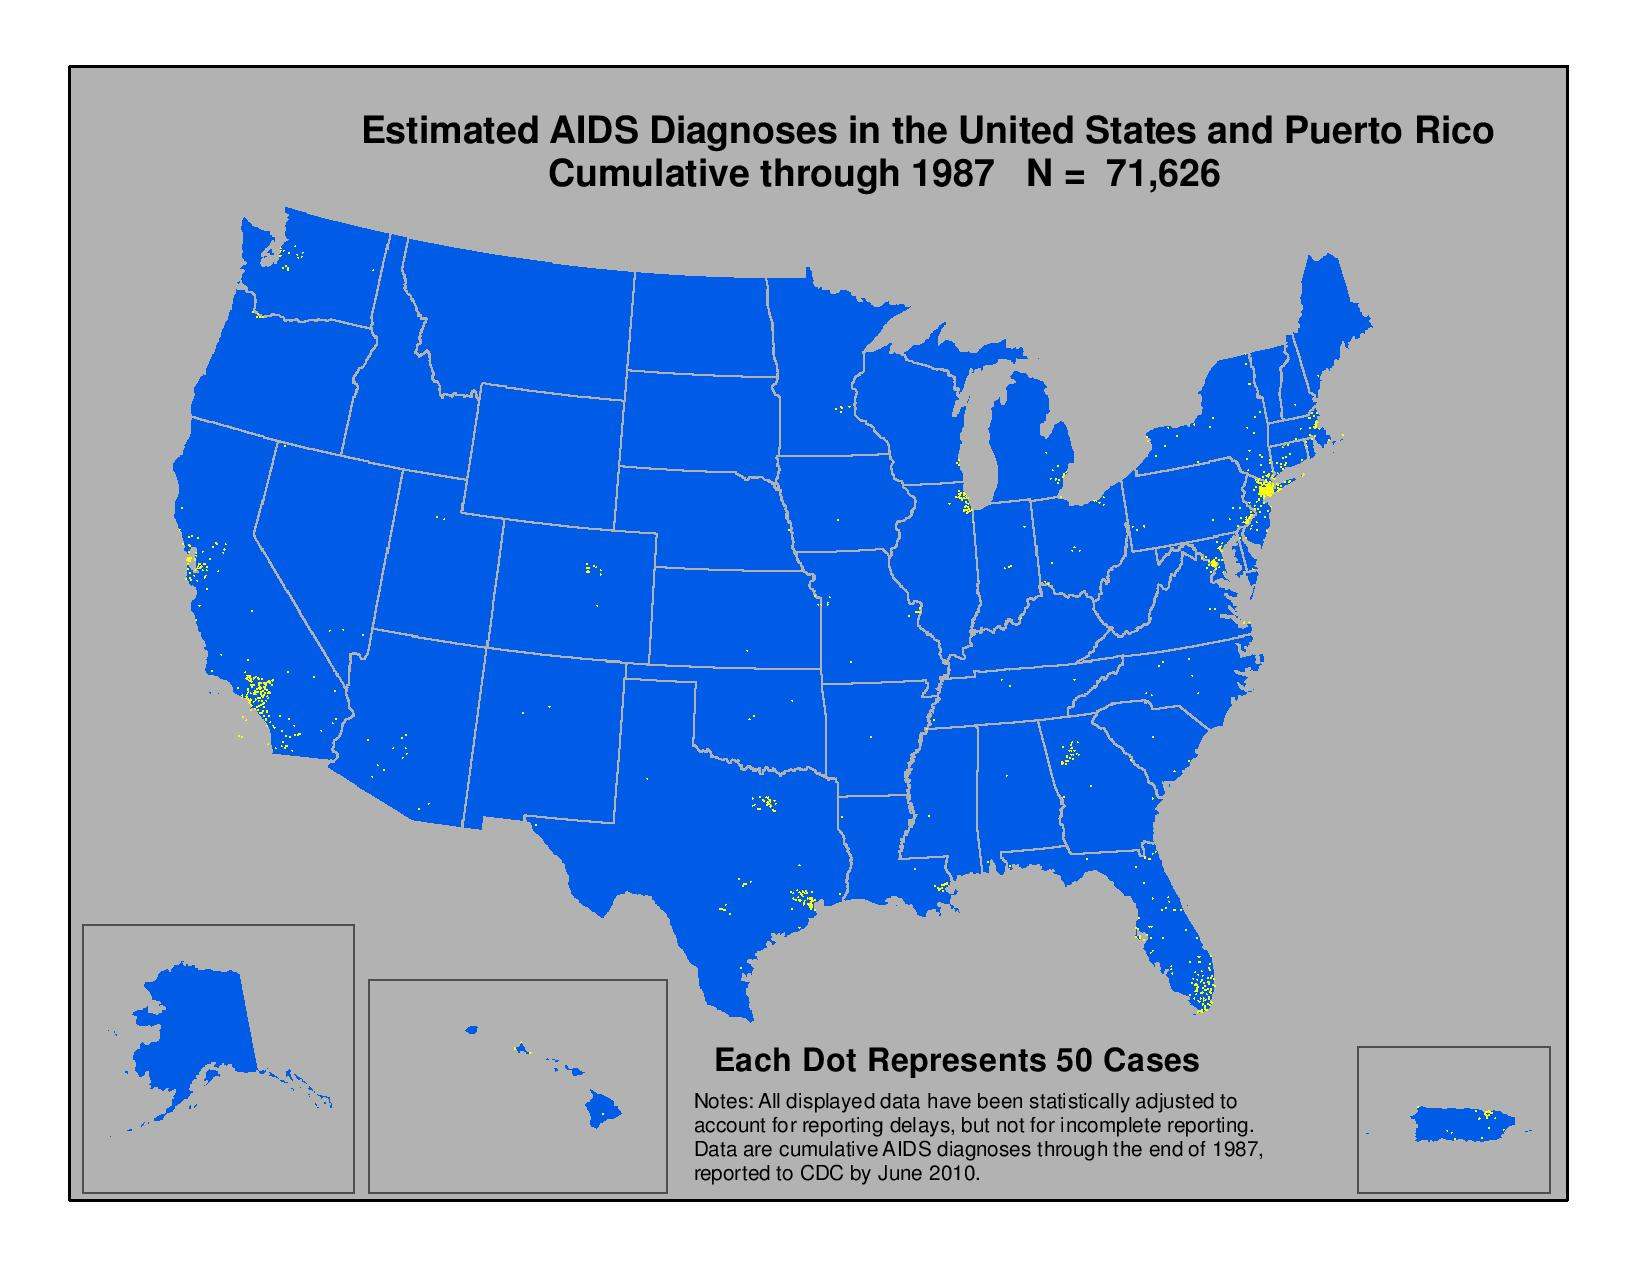 Estimated AIDS Diagnoses in the United States and Puerto Rico
Cumulative through 1987 N = 71,626
Each Dot Represents 50 Cases
Notes: All displayed data have been statistically adjusted to
account for reporting delays, but not for incomplete reporting.
Data are cumulative AIDS diagnoses through the end of 1987,
reported to CDC by June 2010.